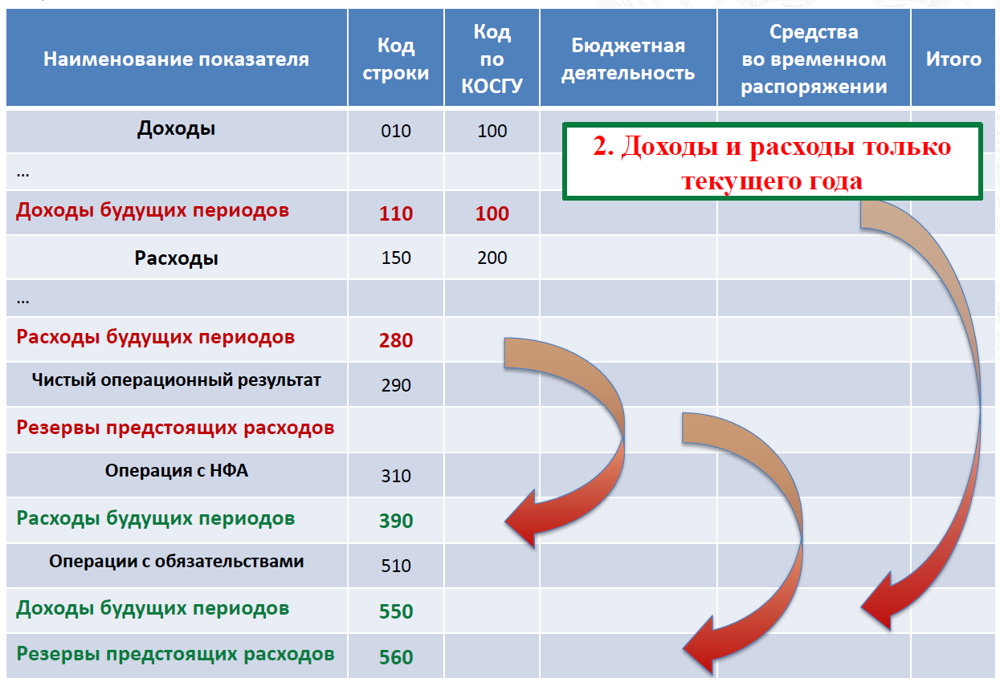 Наименование показателя
Код
строки
Код
по
КОСГУ
Бюджетная
деятельность
Средства
во временном
распоряжении
Итого
Доходы 010 100
2. Доходы и расходы только
текущего года
...
Доходы будущих периодов 110 100
Расходы 150 200
...
Расходы будущих периодов 280
Чистый операционный результат 290
Резервы предстоящих расходов
Операция с НФА 310
Расходы будущих периодов 390
Операции с обязательствами 510
Доходы будущих периодов 550
Резервы предстоящих расходов 560